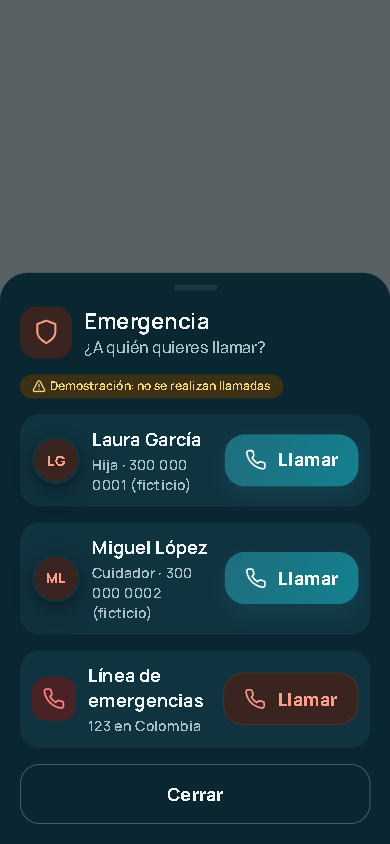 Emergencia
¿A quién quieres llamar?
Demostración: no se realizan llamadas
LG
Laura García
Hija · 300 000
0001 (ficticio)
Llamar
ML
Miguel López
Cuidador · 300
000 0002
(ficticio)
Llamar
Línea de
emergencias
123 en Colombia
Llamar
Cerrar